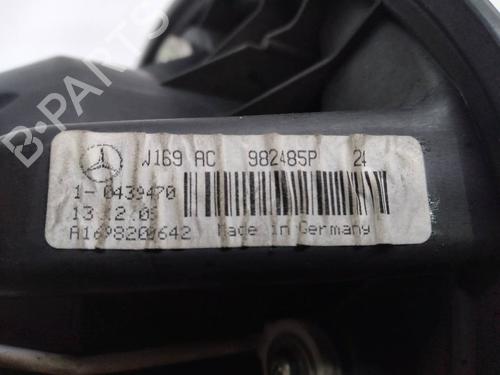 B-PARTS
W169 AC 982485P 24
1-0439470
13.12.05
A1698200642 Made in Germany